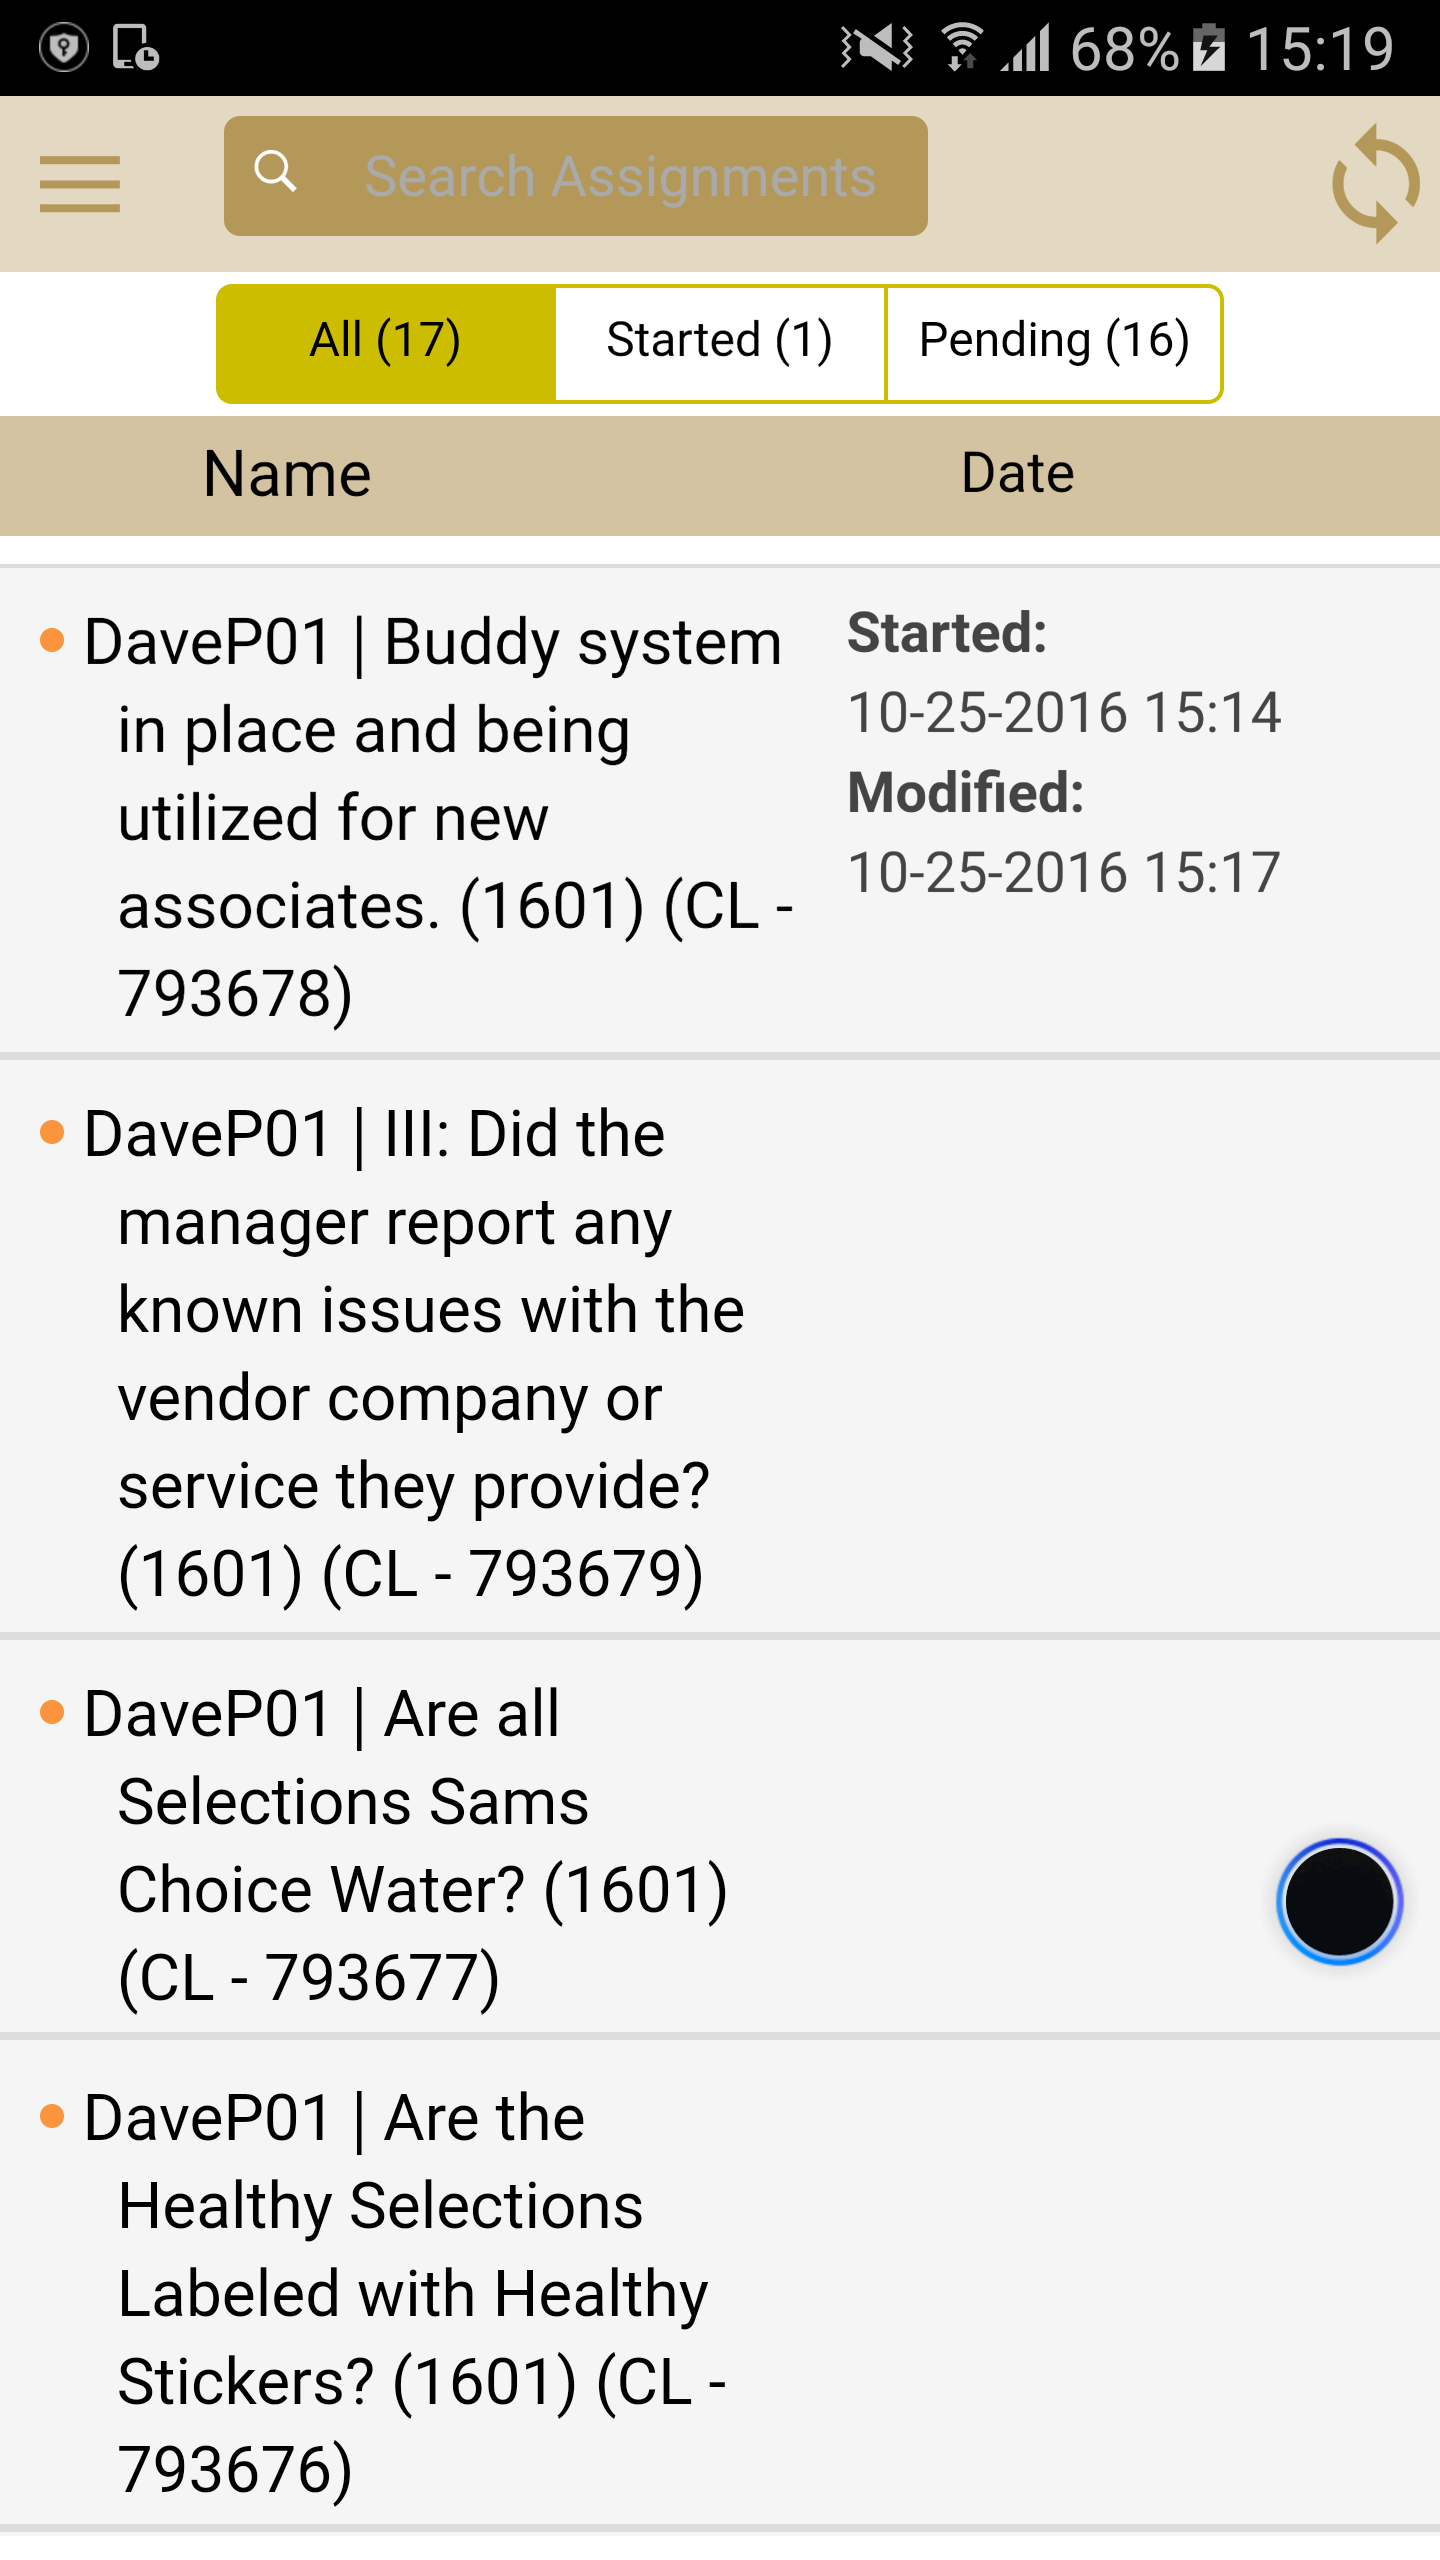 68% 15:19
Search Assignments
All (17) Started (1) Pending (16)
Name Date
DaveP01 | Buddy system
in place and being
utilized for new
associates. (1601) (CL -
793678)
Started:
10-25-2016 15:14
Modified:
10-25-2016 15:17
DaveP01 | III: Did the
manager report any
known issues with the
vendor company or
service they provide?
(1601) (CL - 793679)
DaveP01 | Are all
Selections Sams
Choice Water? (1601)
(CL - 793677)
DaveP01 | Are the
Healthy Selections
Labeled with Healthy
Stickers? (1601) (CL -
793676)